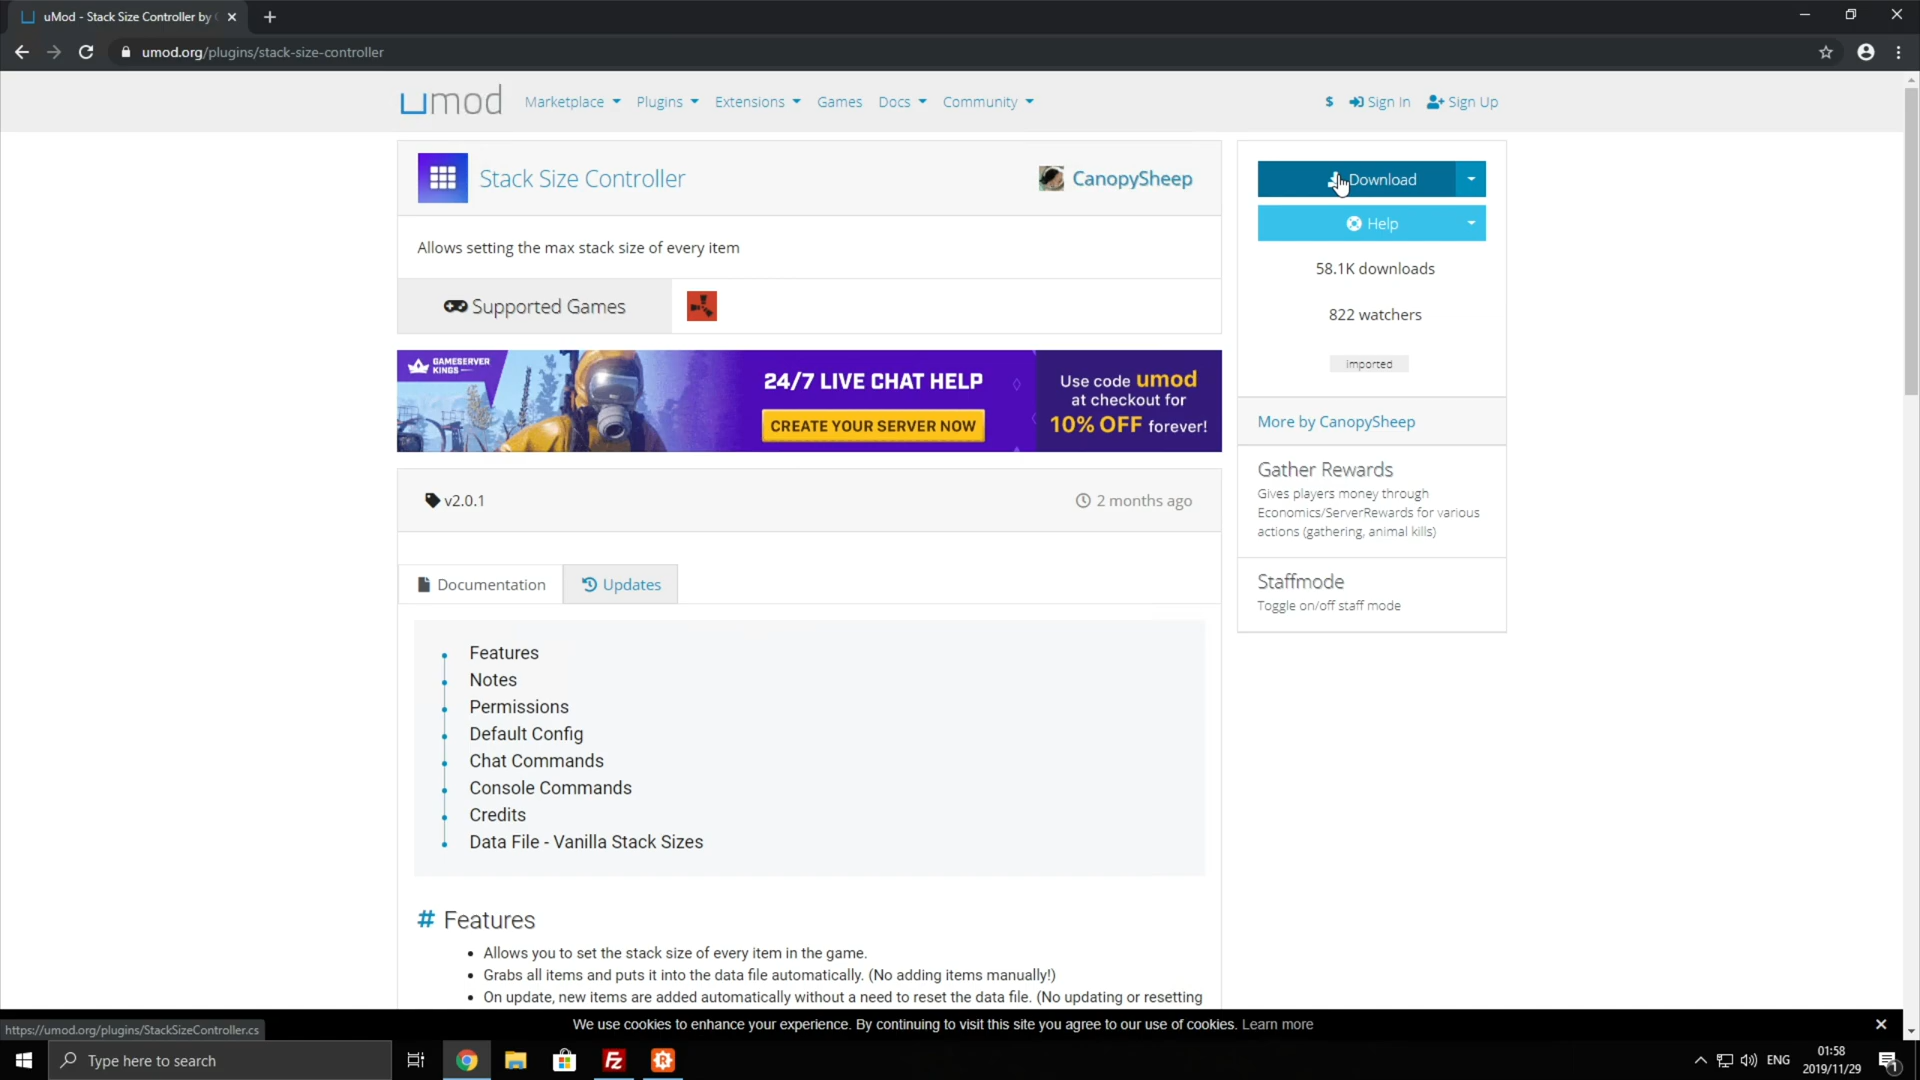 uMod - Stack Size Controller by
umod.org/plugins/stack-size-controller
umod
Marketplace
Plugins
Extensions
Games
Docs
Community
$
Sign In
Sign Up
Stack Size Controller
CanopySheep
Allows setting the max stack size of every item
Supported Games
GAMESERVER
KINGS
24/7 LIVE CHAT HELP
CREATE YOUR SERVER NOW
Use code umod
at checkout for
10% OFF forever!
v2.0.1
2 months ago
Documentation
Updates
Features
Notes
Permissions
Default Config
Chat Commands
Console Commands
Credits
Data File - Vanilla Stack Sizes
# Features
Allows you to set the stack size of every item in the game.
Grabs all items and puts it into the data file automatically. (No adding items manually!)
On update, new items are added automatically without a need to reset the data file. (No updating or resetting
Download
Help
58.1K downloads
822 watchers
imported
More by CanopySheep
Gather Rewards
Gives players money through
Economics/ServerRewards for various
actions (gathering, animal kills)
Staffmode
Toggle on/off staff mode
https://umod.org/plugins/StackSizeController.cs
We use cookies to enhance your experience. By continuing to visit this site you agree to our use of cookies. Learn more
Type here to search
Fz
R
ENG
01:58
2019/11/29
1